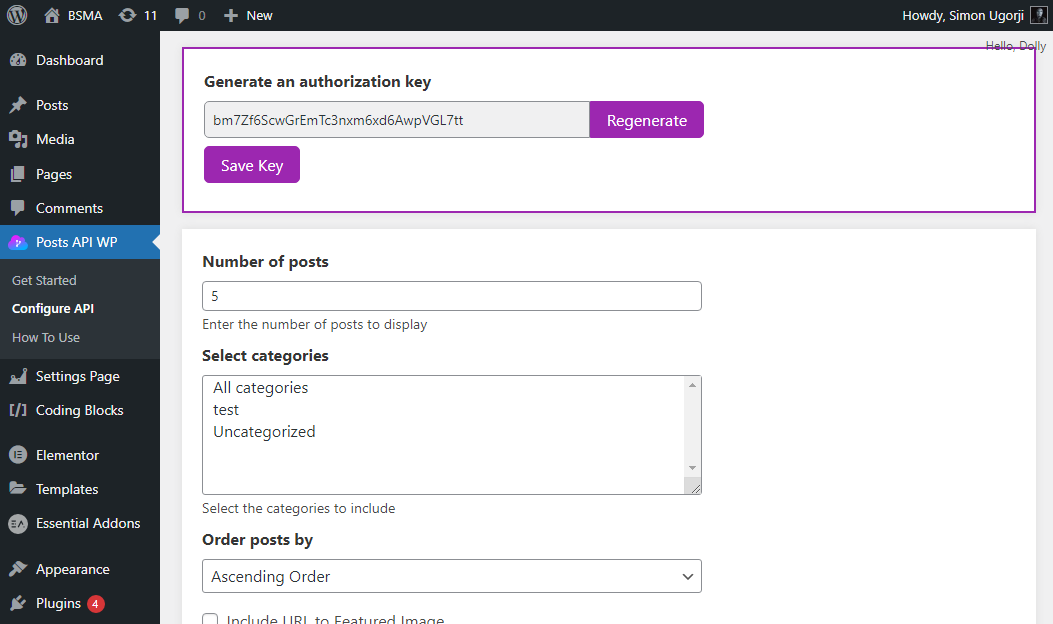 BSMA 11 0 New Howdy, Simon Ugorji
Hello, Dolly
Dashboard
Posts
Media
Pages
Comments
Posts API WP
Get Started
Configure API
How To Use
Settings Page
Coding Blocks
Elementor
Templates
Essential Addons
Appearance
Plugins 4
Generate an authorization key
bm7Zf6ScwGrEmTc3nxm6xd6AwpVGL7tt Regenerate
Save Key
Number of posts
5
Enter the number of posts to display
Select categories
All categories
test
Uncategorized
Select the categories to include
Order posts by
Ascending Order
Include URL to Featured Image